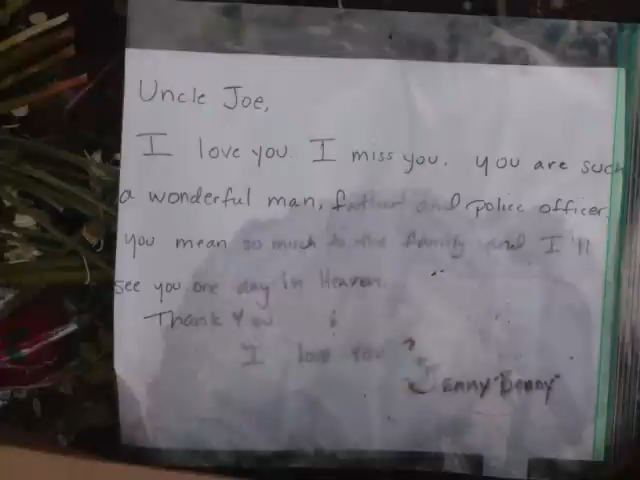 Uncle Joe,
I love you. I miss you. you are such
a wonderful man, father and police officer.
you mean so much to the family and I'll
see you one day in Heaven.
Thank You
I love You
Jenny "Benny"